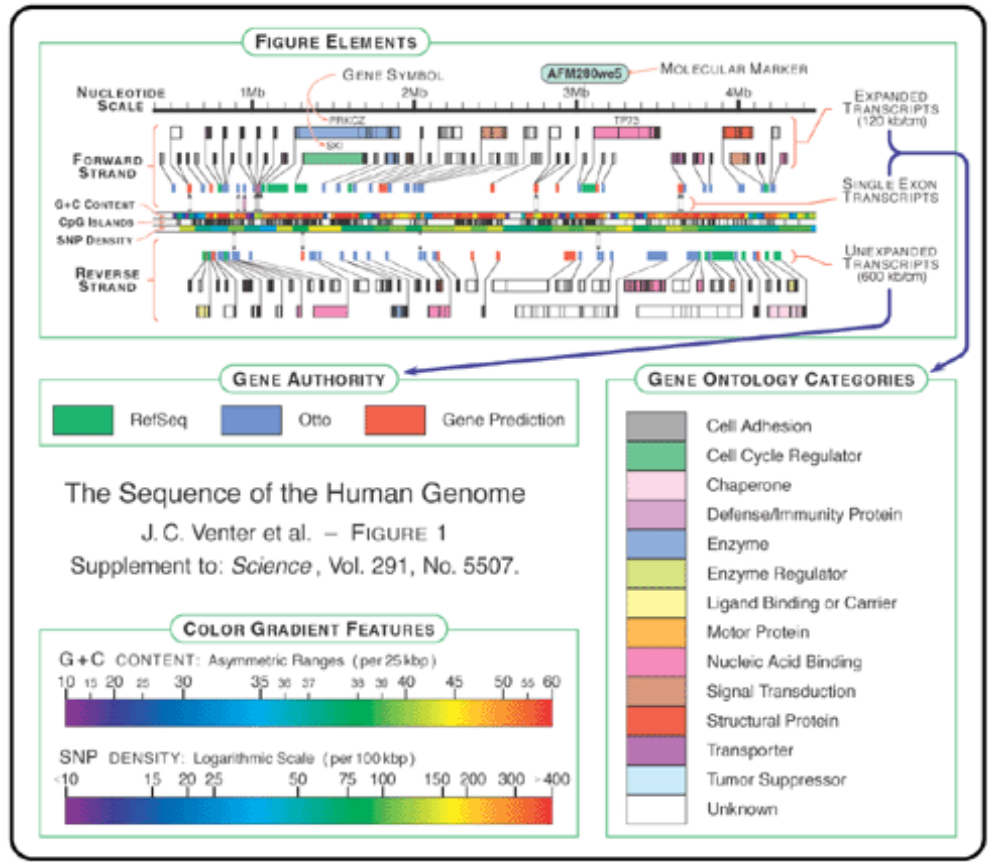 FIGURE ELEMENTS
GENE SYMBOL
AFM280we5
MOLECULAR MARKER
NUCLEOTIDE SCALE
1Mb 2Mb 3Mb 4Mb
EXPANDED TRANSCRIPTS (120 kb/cm)
PRKCZ
TP73
SKI
FORWARD STRAND
SINGLE EXON TRANSCRIPTS
G+C CONTENT
CpG ISLANDS
SNP DENSITY
REVERSE STRAND
UNEXPANDED TRANSCRIPTS (600 kb/cm)
GENE AUTHORITY
RefSeq Otto Gene Prediction
The Sequence of the Human Genome
J.C. Venter et al. – FIGURE 1
Supplement to: Science, Vol. 291, No. 5507.
COLOR GRADIENT FEATURES
G+C CONTENT: Asymmetric Ranges (per 25 kbp)
10 15 20 25 30 35 36 37 38 39 40 45 50 55 60
SNP DENSITY: Logarithmic Scale (per 100 kbp)
<10 15 20 25 50 75 100 150 200 300 >400
GENE ONTOLOGY CATEGORIES
Cell Adhesion
Cell Cycle Regulator
Chaperone
Defense/Immunity Protein
Enzyme
Enzyme Regulator
Ligand Binding or Carrier
Motor Protein
Nucleic Acid Binding
Signal Transduction
Structural Protein
Transporter
Tumor Suppressor
Unknown